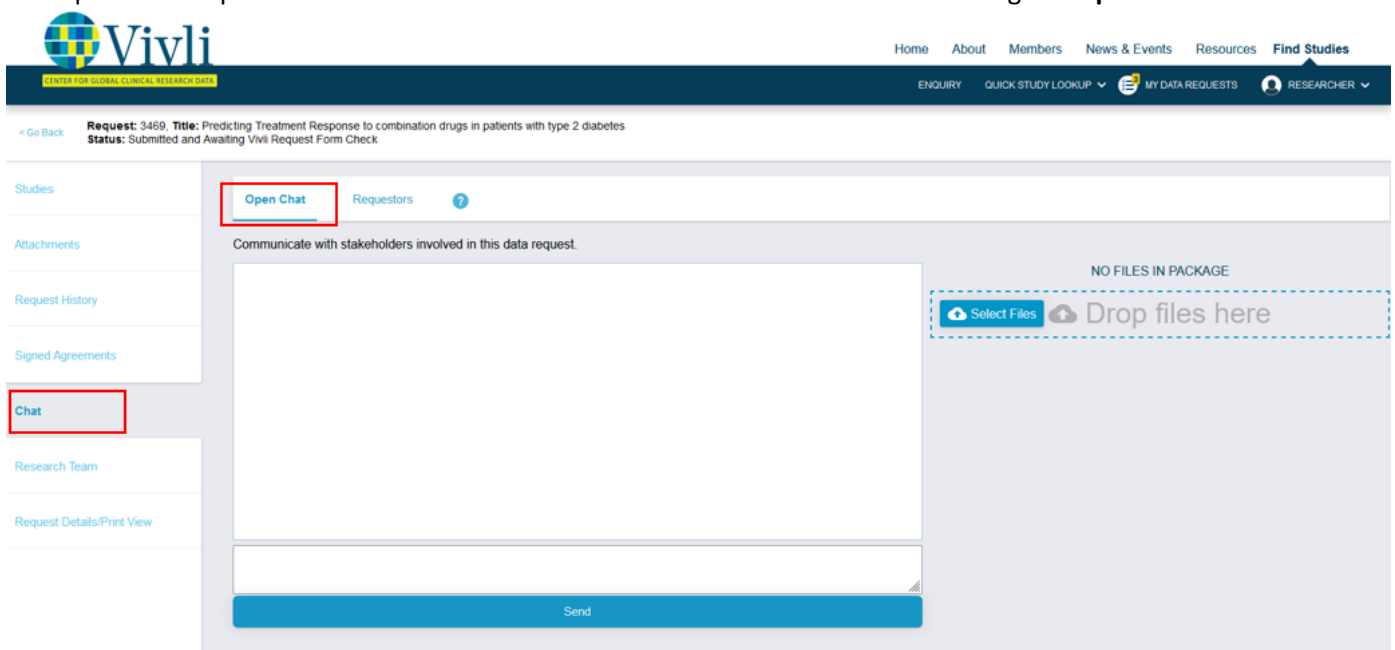 Vivli
CENTER FOR GLOBAL CLINICAL RESEARCH DATA
Home About Members News & Events Resources Find Studies
ENQUIRY QUICK STUDY LOOKUP 3 MY DATA REQUESTS RESEARCHER
< Go Back Request: 3469, Title: Predicting Treatment Response to combination drugs in patients with type 2 diabetes
Status: Submitted and Awaiting Vivli Request Form Check
Studies
Attachments
Request History
Signed Agreements
Chat
Research Team
Request Details/Print View
Open Chat Requestors ?
Communicate with stakeholders involved in this data request.
NO FILES IN PACKAGE
Select Files Drop files here
Send